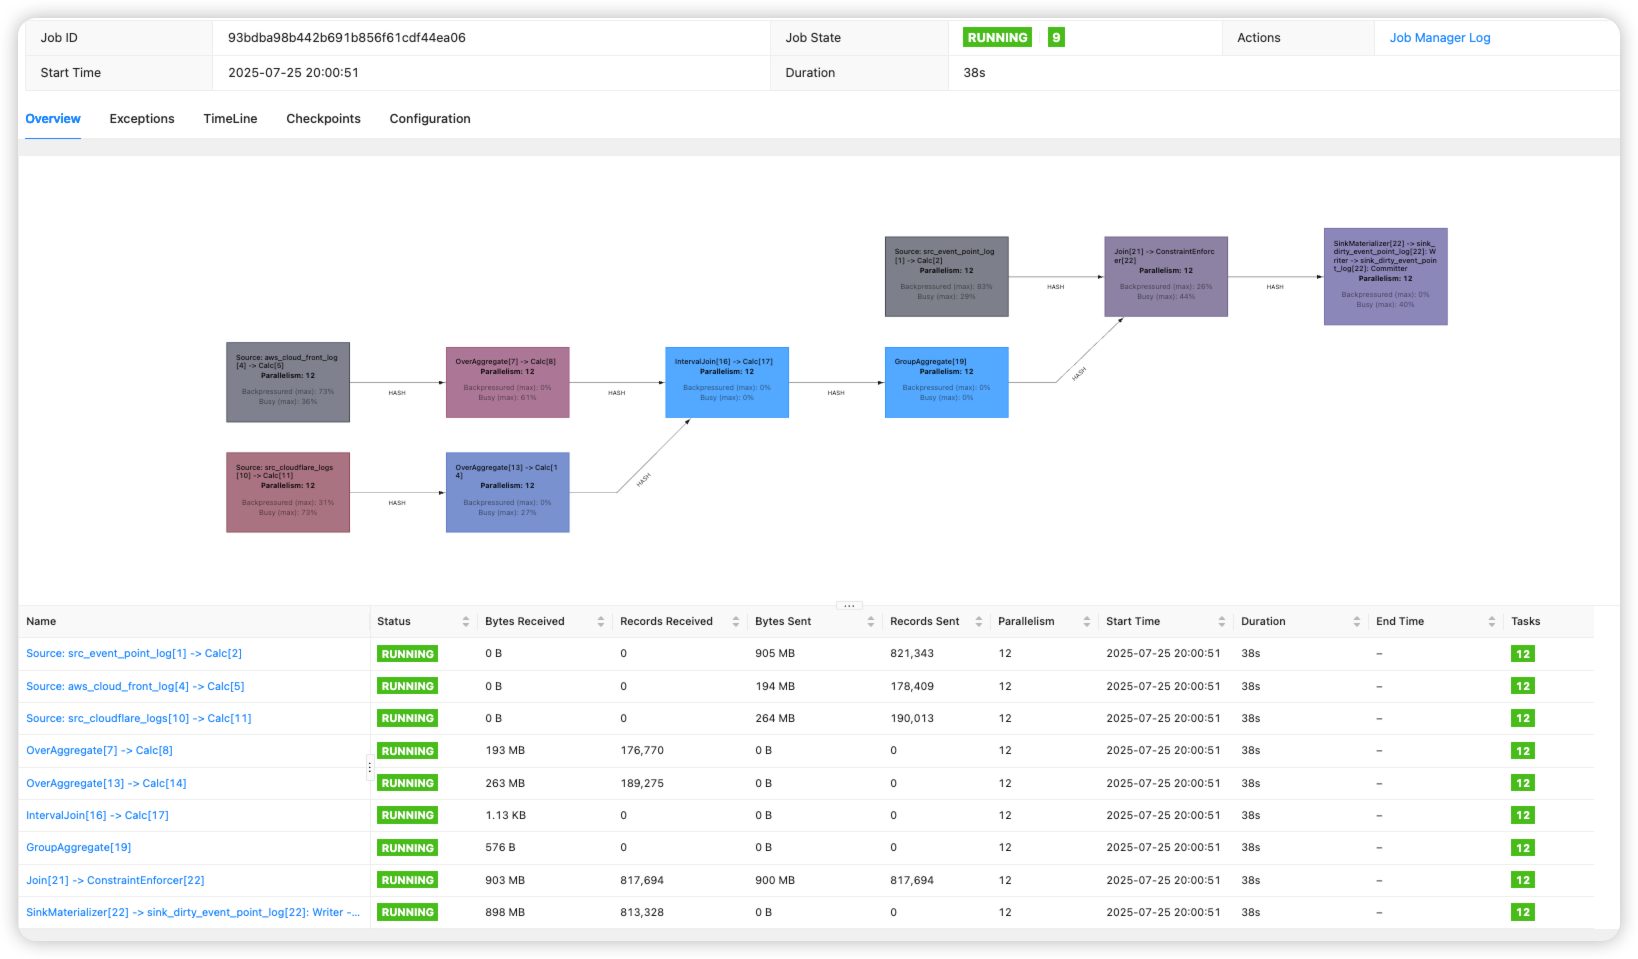 Job ID 93bdba98b442b691b856f61cdf44ea06 Job State RUNNING 9 Actions Job Manager Log
Start Time 2025-07-25 20:00:51 Duration 38s
Overview Exceptions TimeLine Checkpoints Configuration
Source: src_event_point_log
[1] -> Calc[2]
Parallelism: 12
Backpressured (max): 83%
Busy (max): 29%
HASH
Join[21] -> ConstraintEnforc
er[22]
Parallelism: 12
Backpressured (max): 26%
Busy (max): 44%
HASH
SinkMaterializer[22] -> sink_
dirty_event_point_log[22]: W
riter -> sink_dirty_event_poin
t_log[22]: Committer
Parallelism: 12
Backpressured (max): 0%
Busy (max): 40%
Source: aws_cloud_front_log
[4] -> Calc[5]
Parallelism: 12
Backpressured (max): 73%
Busy (max): 36%
HASH
OverAggregate[7] -> Calc[8]
Parallelism: 12
Backpressured (max): 0%
Busy (max): 61%
HASH
IntervalJoin[16] -> Calc[17]
Parallelism: 12
Backpressured (max): 0%
Busy (max): 0%
HASH
GroupAggregate[19]
Parallelism: 12
Backpressured (max): 0%
Busy (max): 0%
HASH
Source: src_cloudflare_logs
[10] -> Calc[11]
Parallelism: 12
Backpressured (max): 31%
Busy (max): 73%
HASH
OverAggregate[13] -> Calc[1
4]
Parallelism: 12
Backpressured (max): 0%
Busy (max): 27%
HASH
Name Status Bytes Received Records Received Bytes Sent Records Sent Parallelism Start Time Duration End Time Tasks
Source: src_event_point_log[1] -> Calc[2] RUNNING 0 B 0 905 MB 821,343 12 2025-07-25 20:00:51 38s – 12
Source: aws_cloud_front_log[4] -> Calc[5] RUNNING 0 B 0 194 MB 178,409 12 2025-07-25 20:00:51 38s – 12
Source: src_cloudflare_logs[10] -> Calc[11] RUNNING 0 B 0 264 MB 190,013 12 2025-07-25 20:00:51 38s – 12
OverAggregate[7] -> Calc[8] RUNNING 193 MB 176,770 0 B 0 12 2025-07-25 20:00:51 38s – 12
OverAggregate[13] -> Calc[14] RUNNING 263 MB 189,275 0 B 0 12 2025-07-25 20:00:51 38s – 12
IntervalJoin[16] -> Calc[17] RUNNING 1.13 KB 0 0 B 0 12 2025-07-25 20:00:51 38s – 12
GroupAggregate[19] RUNNING 576 B 0 0 B 0 12 2025-07-25 20:00:51 38s – 12
Join[21] -> ConstraintEnforcer[22] RUNNING 903 MB 817,694 900 MB 817,694 12 2025-07-25 20:00:51 38s – 12
SinkMaterializer[22] -> sink_dirty_event_point_log[22]: Writer -... RUNNING 898 MB 813,328 0 B 0 12 2025-07-25 20:00:51 38s – 12